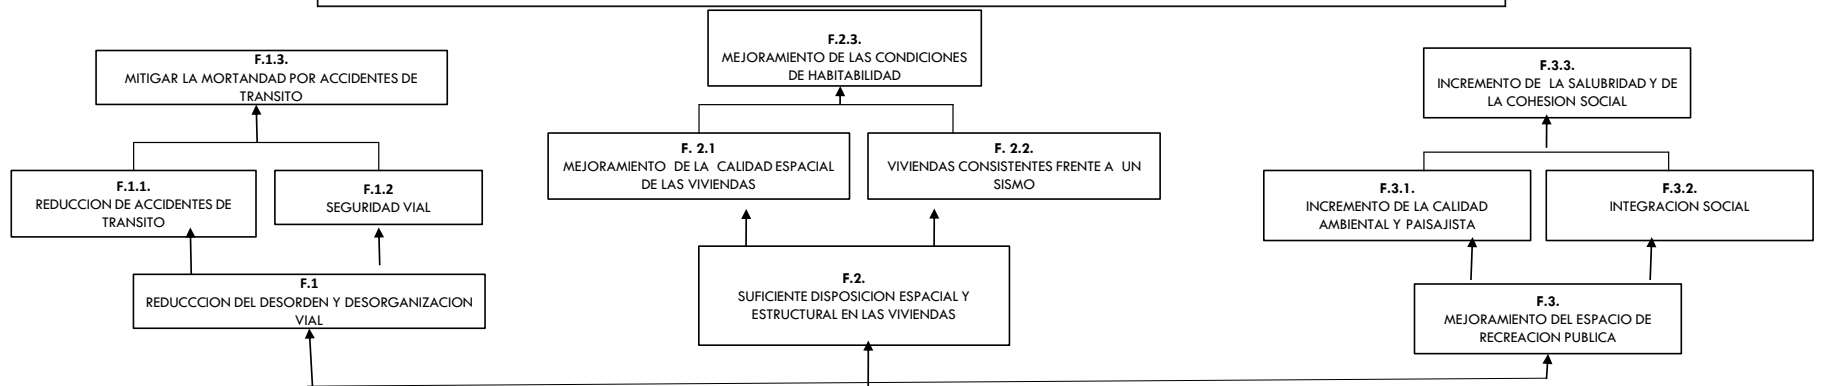 F.1.3.
MITIGAR LA MORTANDAD POR ACCIDENTES DE
TRANSITO
F.1.1.
REDUCCION DE ACCIDENTES DE
TRANSITO
F.1.2
SEGURIDAD VIAL
F.1
REDUCCCION DEL DESORDEN Y DESORGANIZACION
VIAL
F.2.3.
MEJORAMIENTO DE LAS CONDICIONES
DE HABITABILIDAD
F. 2.1
MEJORAMIENTO DE LA CALIDAD ESPACIAL
DE LAS VIVIENDAS
F. 2.2.
VIVIENDAS CONSISTENTES FRENTE A UN
SISMO
F.2.
SUFICIENTE DISPOSICION ESPACIAL Y
ESTRUCTURAL EN LAS VIVIENDAS
F.3.3.
INCREMENTO DE LA SALUBRIDAD Y DE
LA COHESION SOCIAL
F.3.1.
INCREMENTO DE LA CALIDAD
AMBIENTAL Y PAISAJISTA
F.3.2.
INTEGRACION SOCIAL
F.3.
MEJORAMIENTO DEL ESPACIO DE
RECREACION PUBLICA